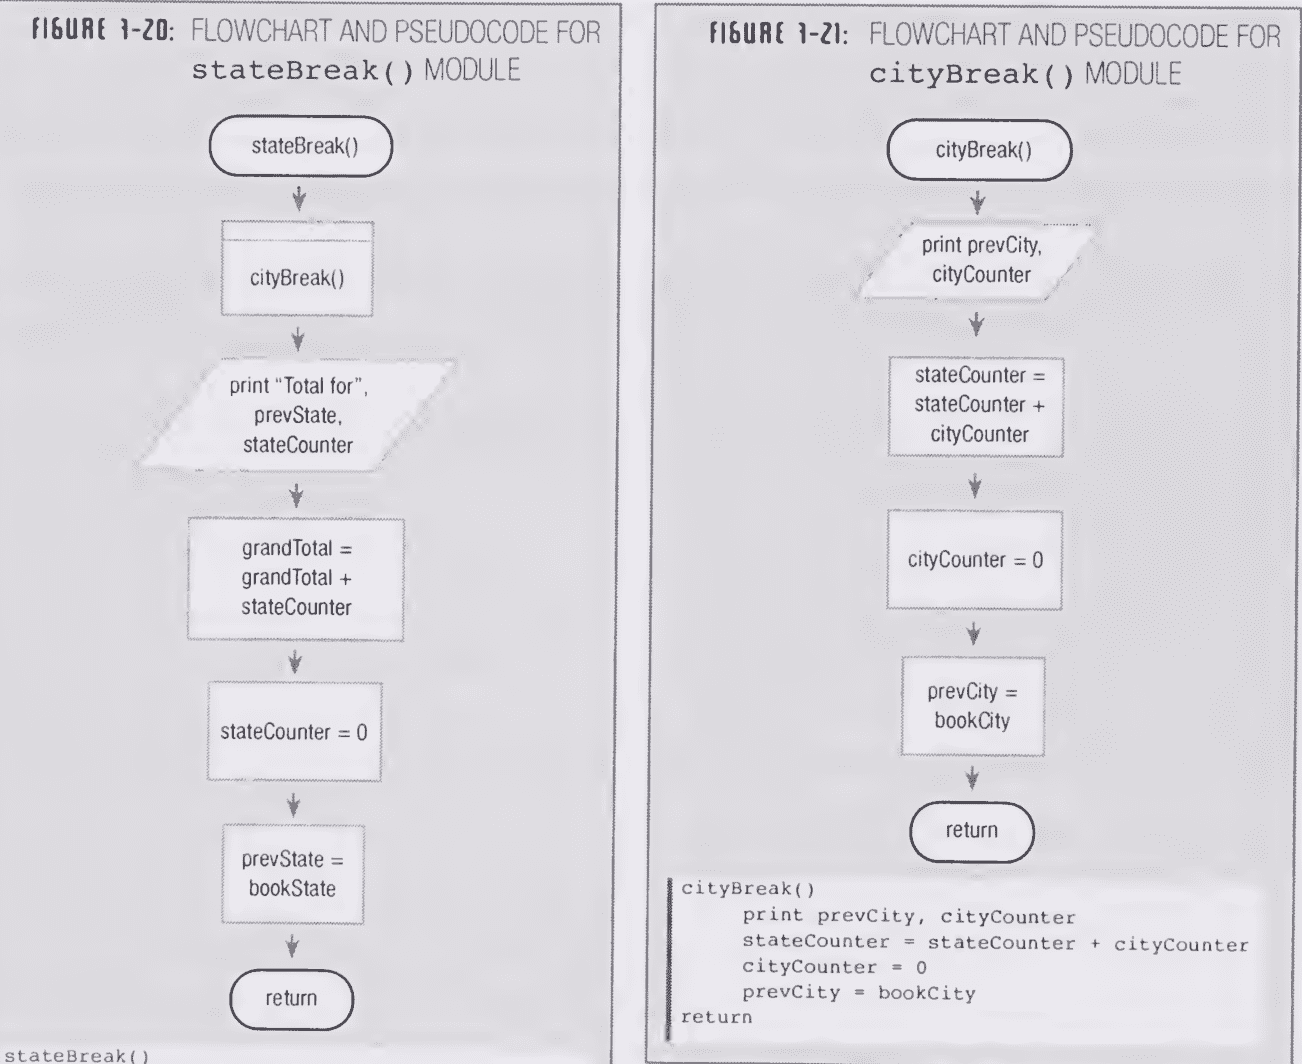 FIGURE 7-20: FLOWCHART AND PSEUDOCODE FOR
stateBreak() MODULE
stateBreak()
cityBreak()
print “Total for”,
prevState,
stateCounter
grandTotal =
grandTotal +
stateCounter
stateCounter = 0
prevState =
bookState
return
stateBreak()
FIGURE 7-21: FLOWCHART AND PSEUDOCODE FOR
cityBreak() MODULE
cityBreak()
print prevCity,
cityCounter
stateCounter =
stateCounter +
cityCounter
cityCounter = 0
prevCity =
bookCity
return
cityBreak()
print prevCity, cityCounter
stateCounter = stateCounter + cityCounter
cityCounter = 0
prevCity = bookCity
return